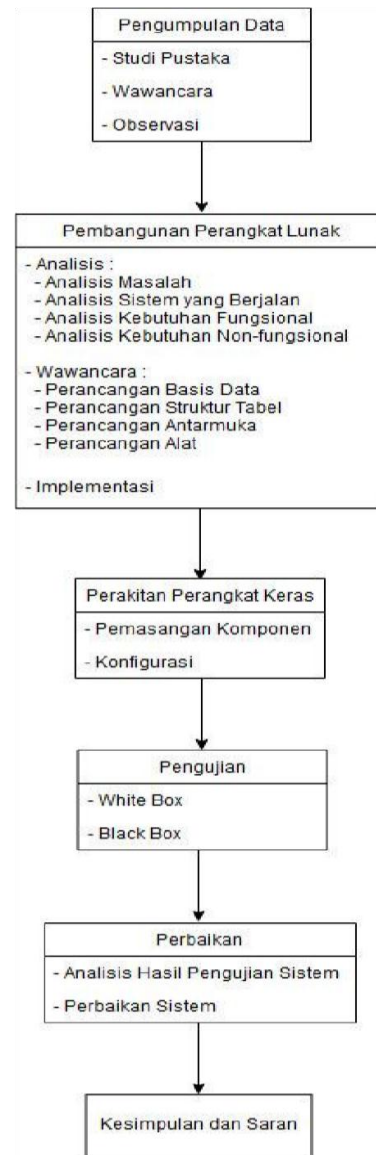 Pengumpulan Data
- Studi Pustaka
- Wawancara
- Observasi
Pembangunan Perangkat Lunak
- Analisis :
- Analisis Masalah
- Analisis Sistem yang Berjalan
- Analisis Kebutuhan Fungsional
- Analisis Kebutuhan Non-fungsional
- Wawancara :
- Perancangan Basis Data
- Perancangan Struktur Tabel
- Perancangan Antarmuka
- Perancangan Alat
- Implementasi
Perakitan Perangkat Keras
- Pemasangan Komponen
- Konfigurasi
Pengujian
- White Box
- Black Box
Perbaikan
- Analisis Hasil Pengujian Sistem
- Perbaikan Sistem
Kesimpulan dan Saran